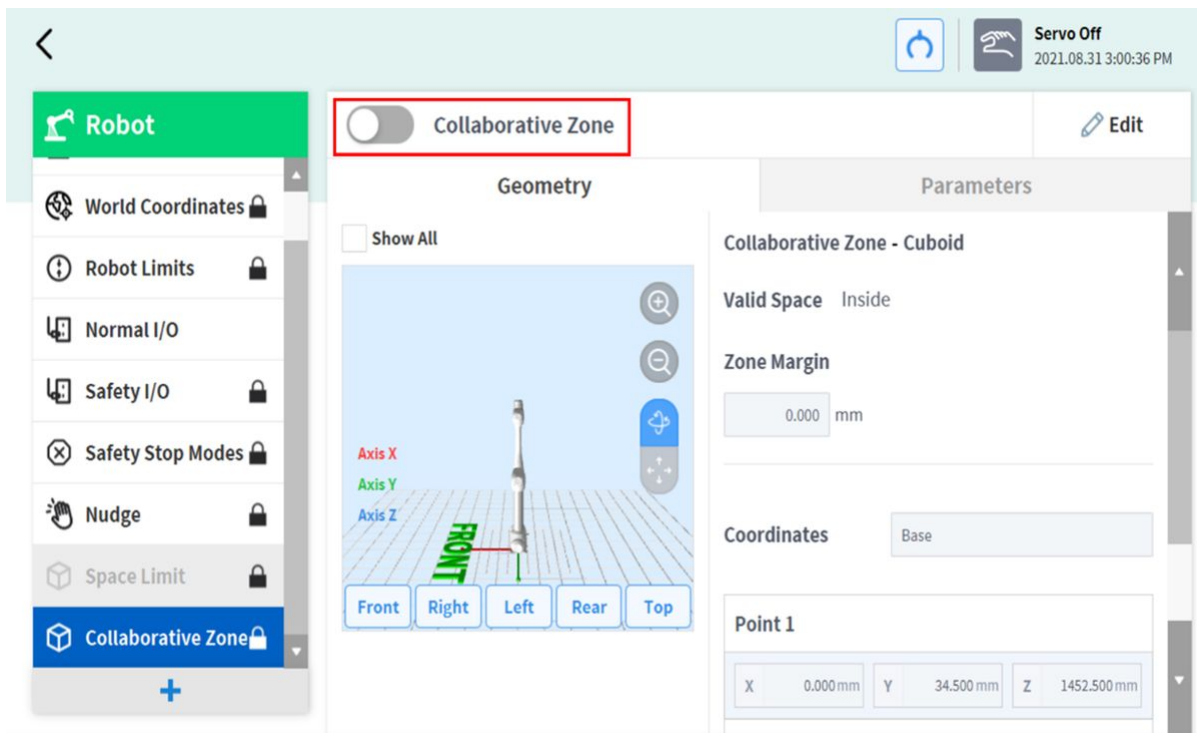 Servo Off
2021.08.31 3:00:36 PM
Robot
World Coordinates
Robot Limits
Normal I/O
Safety I/O
Safety Stop Modes
Nudge
Space Limit
Collaborative Zone
+
Collaborative Zone
Edit
Geometry
Parameters
Show All
Axis X
Axis Y
Axis Z
FRONT
Front Right Left Rear Top
Collaborative Zone - Cuboid
Valid Space Inside
Zone Margin
0.000 mm
Coordinates Base
Point 1
X 0.000 mm Y 34.500 mm Z 1452.500 mm